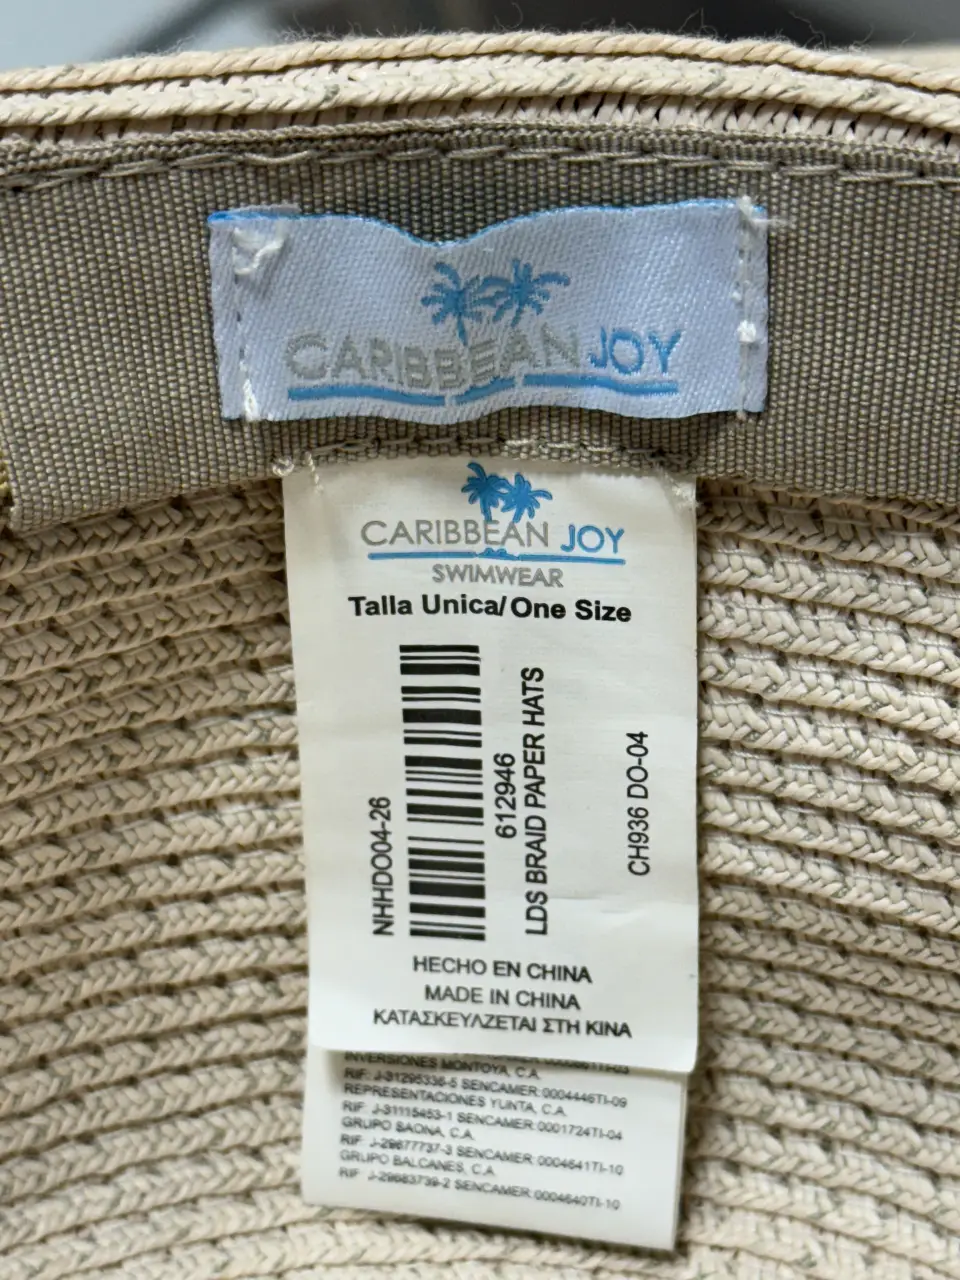 CARIBBEAN JOY
CARIBBEAN JOY
SWIMWEAR
Talla Unica/One Size
NHHDO04-26
612946
LDS BRAID PAPER HATS
CH936 DO-04
HECHO EN CHINA
MADE IN CHINA
ΚΑΤΑΣΚΕΥΛΖΕΤΑΙ ΣΤΗ ΚΙΝΑ
INVERSIONES MONTOYA, C.A.
RIF: J-31295336-5 SENCAMER:0004446TI-09
REPRESENTACIONES YUNTA, C.A.
RIF: J-31115453-1 SENCAMER:0001724TI-04
GRUPO SAONA, C.A.
RIF: J-29677737-3 SENCAMER:0004641TI-10
GRUPO BALCANES, C.A.
RIF J-29683739-2 SENCAMER:0004640TI-10